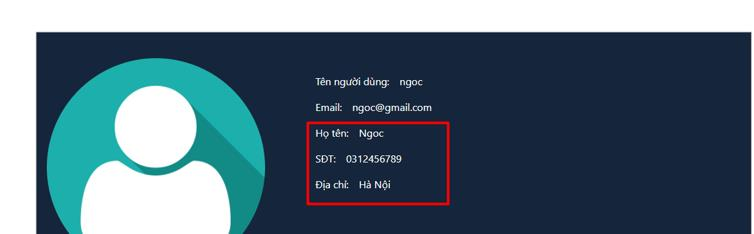 Tên người dùng: ngoc
Email: ngoc@gmail.com
Họ tên: Ngoc
SĐT: 0312456789
Địa chỉ: Hà Nội